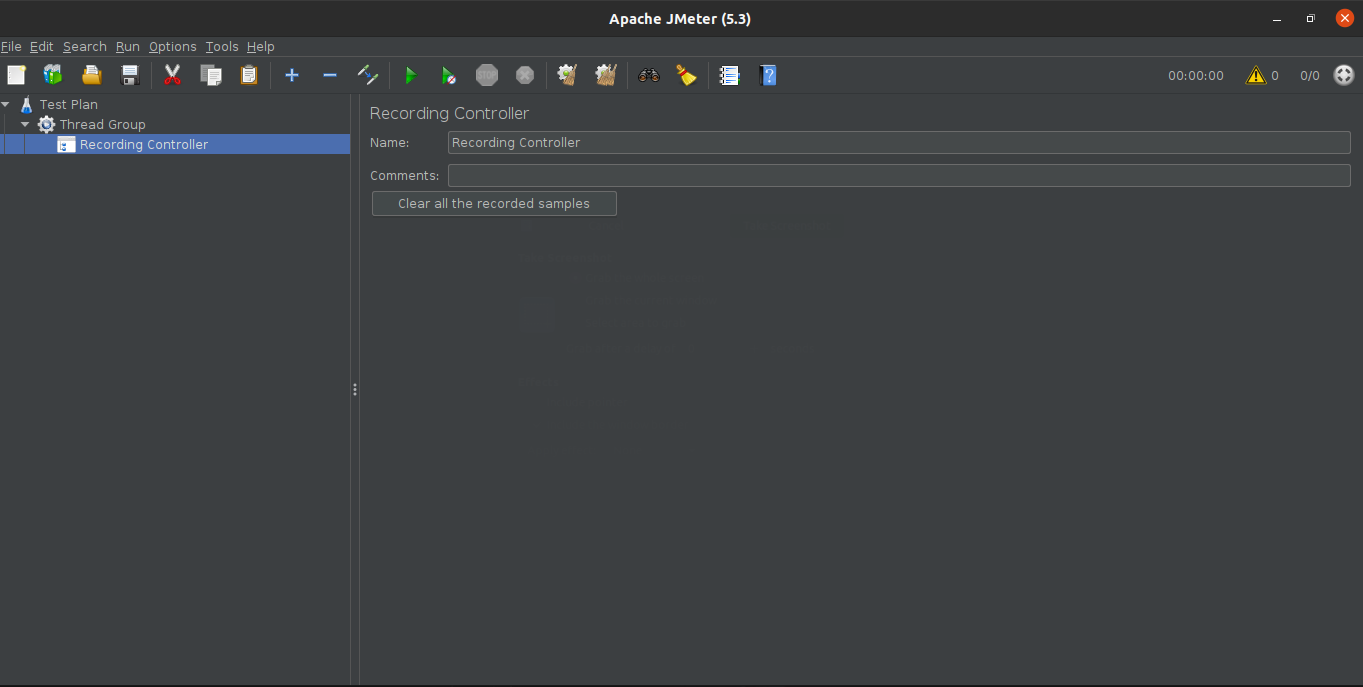 Apache JMeter (5.3)
File Edit Search Run Options Tools Help
STOP 00:00:00 0 0/0
Test Plan
Thread Group
Recording Controller
Recording Controller
Name: Recording Controller
Comments:
Clear all the recorded samples